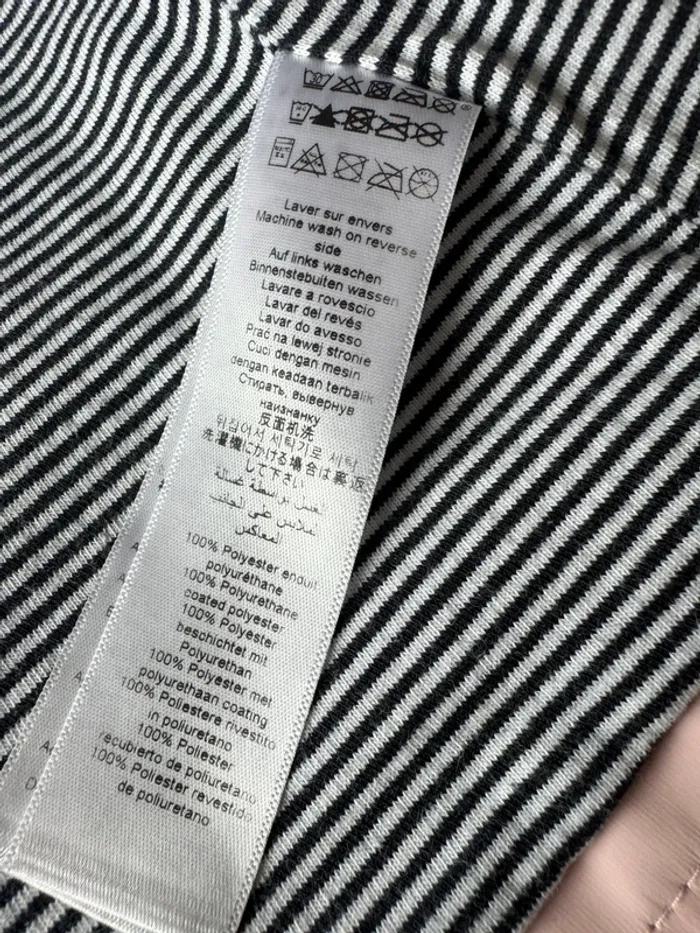 Laver sur envers
Machine wash on reverse
side
Auf links waschen
Binnenstebuiten wassen
Lavare a rovescio
Lavar del revés
Lavar do avesso
Prać na lewej stronie
Cuci dengan mesin
dengan keadaan terbalik
Стирать, вывернув
наизнанку
反面机洗
뒤집어서 세탁기로 세탁
洗濯機にかける場合は裏返
して下さい
100% Polyester enduit
polyuréthane
100% Polyurethane
coated polyester
100% Polyester
beschichtet mit
Polyurethan
100% Polyester met
polyurethaan coating
100% Poliestere rivestito
in poliuretano
100% Poliester
recubierto de poliuretano
100% Poliester revestido
de poliuretano